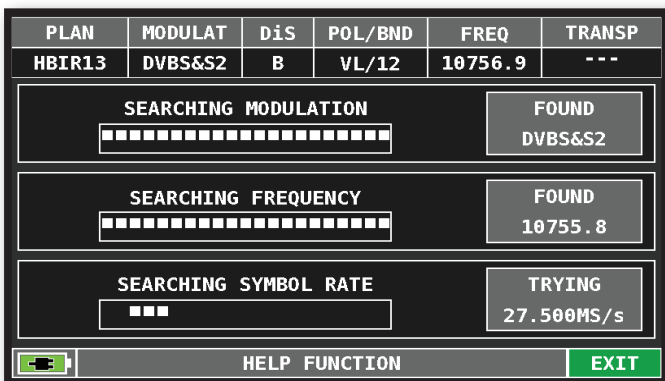 PLAN MODULAT DiS POL/BND FREQ TRANSP
HBIR13 DVBS&S2 B VL/12 10756.9 ---
SEARCHING MODULATION
FOUND
DVBS&S2
SEARCHING FREQUENCY
FOUND
10755.8
SEARCHING SYMBOL RATE
TRYING
27.500MS/s
HELP FUNCTION EXIT